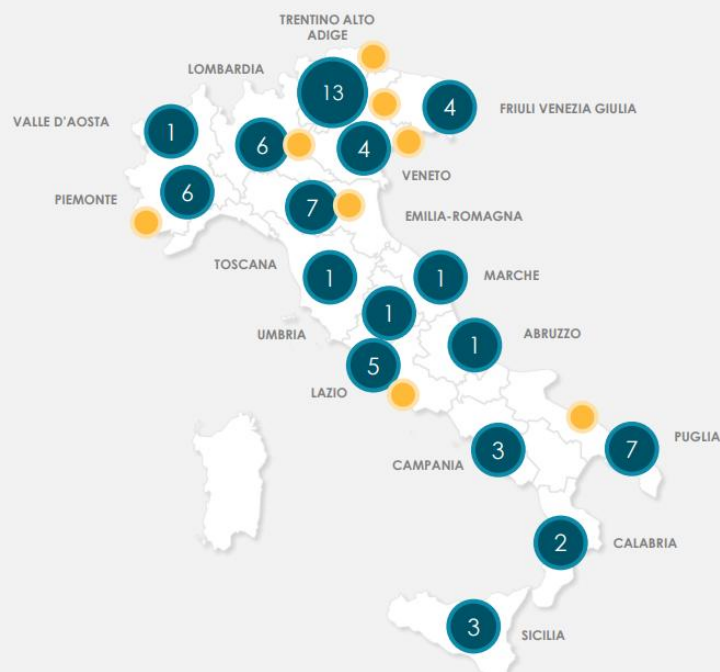 TRENTINO ALTO
ADIGE
LOMBARDIA
13
VALLE D'AOSTA
1
4
FRIULI VENEZIA GIULIA
6
4
VENETO
PIEMONTE
6
7
EMILIA-ROMAGNA
TOSCANA
1
1
MARCHE
UMBRIA
1
1
ABRUZZO
LAZIO
5
CAMPANIA
3
7
PUGLIA
2
CALABRIA
3
SICILIA